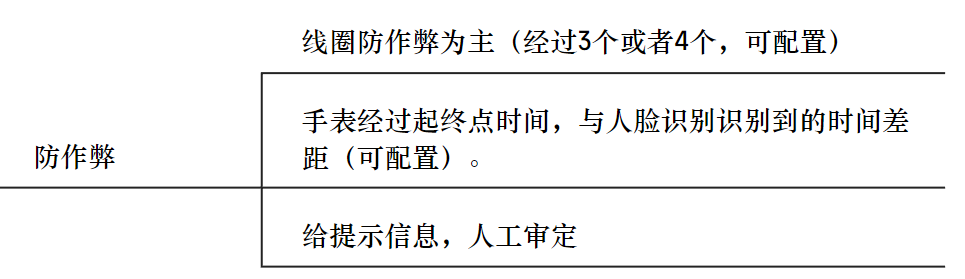 线圈防作弊为主（经过3个或者4个，可配置）
手表经过起终点时间，与人脸识别识别到的时间差
距（可配置）。
防作弊
给提示信息，人工审定